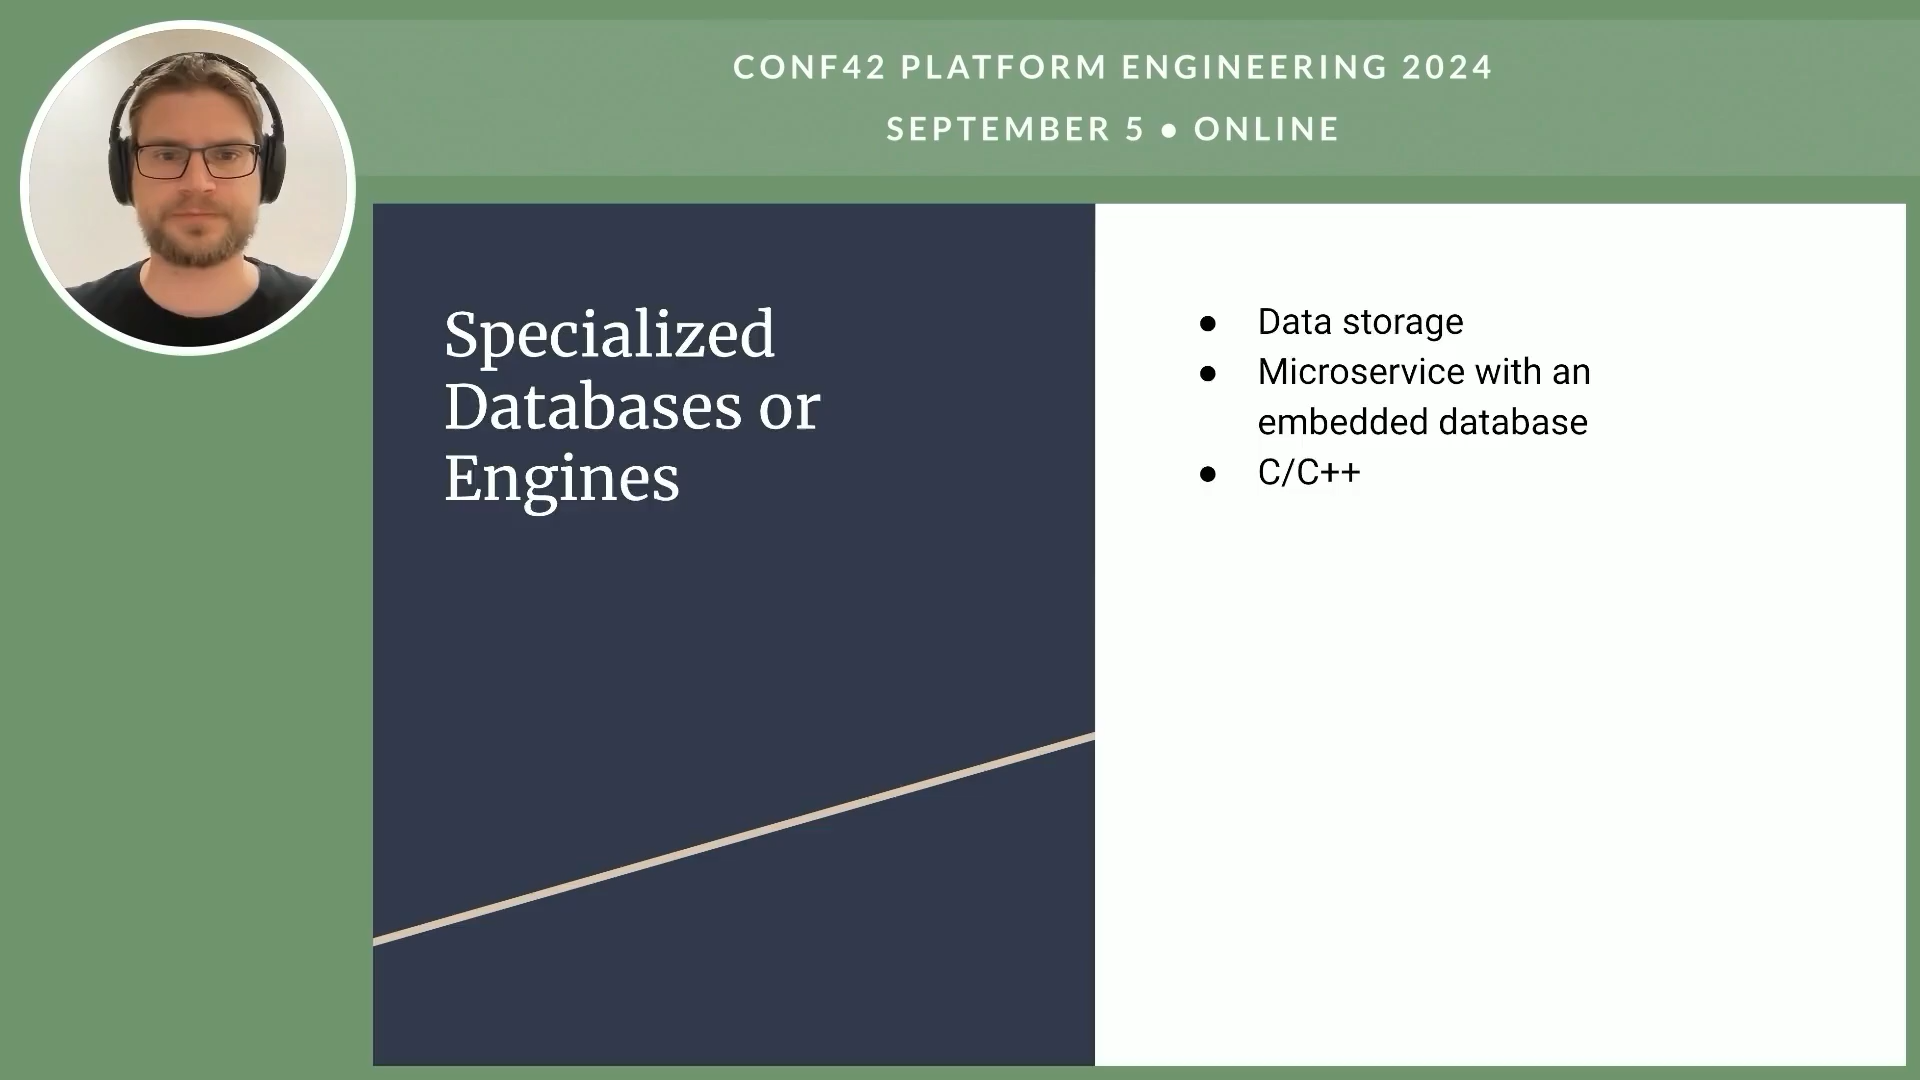 CONF42 PLATFORM ENGINEERING 2024
SEPTEMBER 5 ● ONLINE
Specialized
Databases or
Engines
● Data storage
● Microservice with an
embedded database
● C/C++